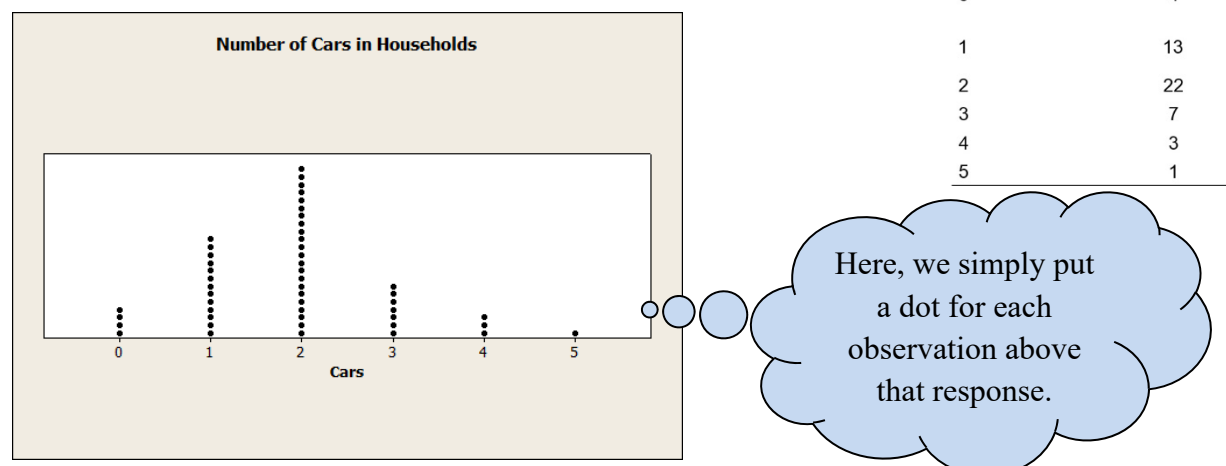 Number of Cars in Households
0 1 2 3 4 5
Cars
1 13
2 22
3 7
4 3
5 1
Here, we simply put
a dot for each
observation above
that response.